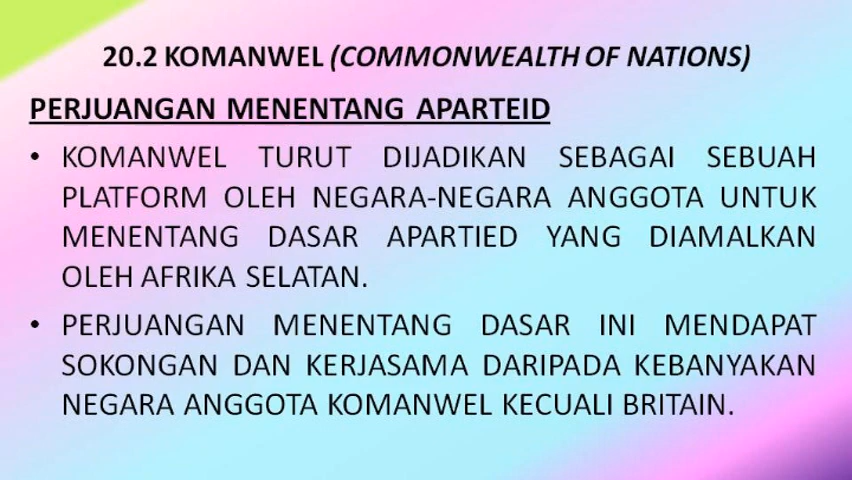 20.2 KOMANWEL (COMMONWEALTH OF NATIONS)
PERJUANGAN MENENTANG APARTEID
• KOMANWEL TURUT DIJADIKAN SEBAGAI SEBUAH
PLATFORM OLEH NEGARA-NEGARA ANGGOTA UNTUK
MENENTANG DASAR APARTIED YANG DIAMALKAN
OLEH AFRIKA SELATAN.
• PERJUANGAN MENENTANG DASAR INI MENDAPAT
SOKONGAN DAN KERJASAMA DARIPADA KEBANYAKAN
NEGARA ANGGOTA KOMANWEL KECUALI BRITAIN.